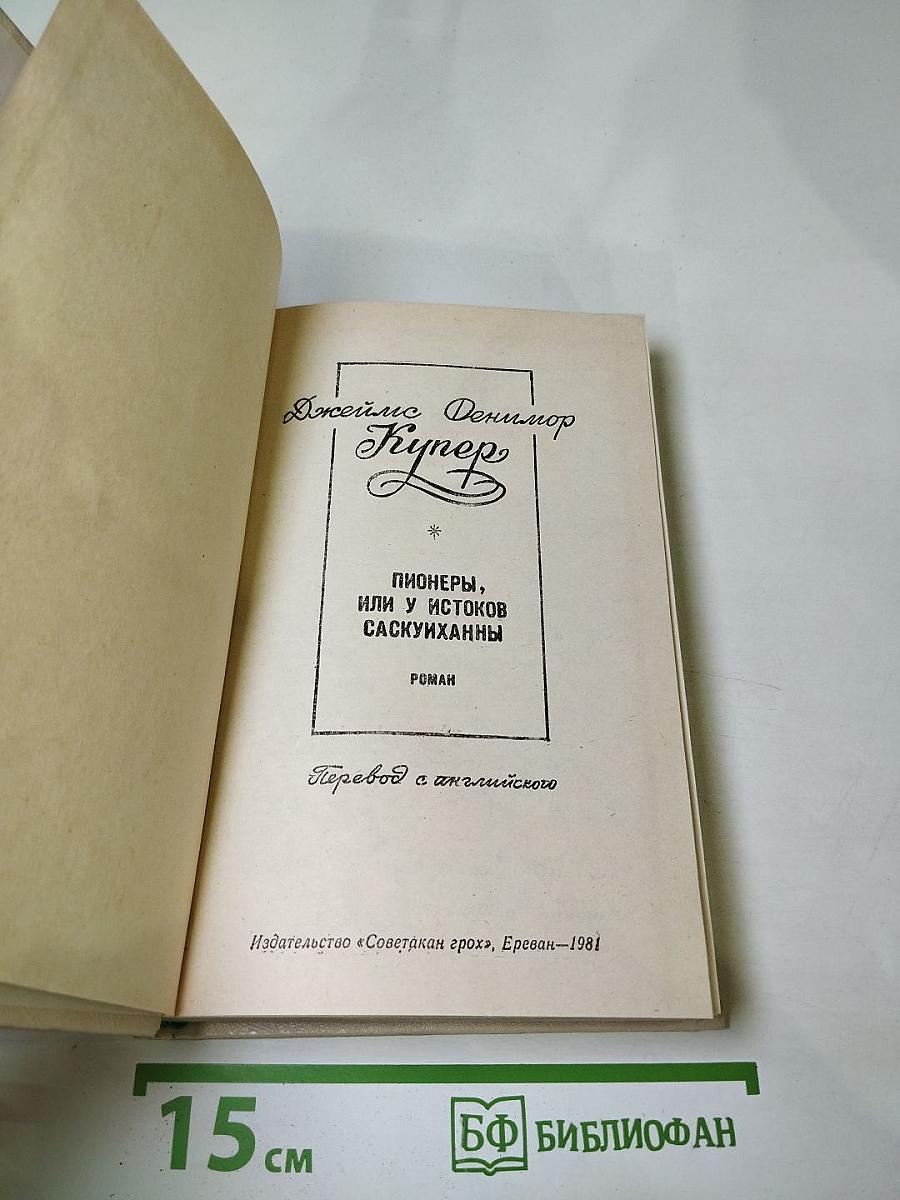 Джеймс Фенимор
Купер
*
ПИОНЕРЫ,
ИЛИ У ИСТОКОВ
САСКУИХАННЫ
РОМАН
Перевод с английского
Издательство «Советакан грох», Ереван—1981
15 см
БФ БИБЛИОФАН